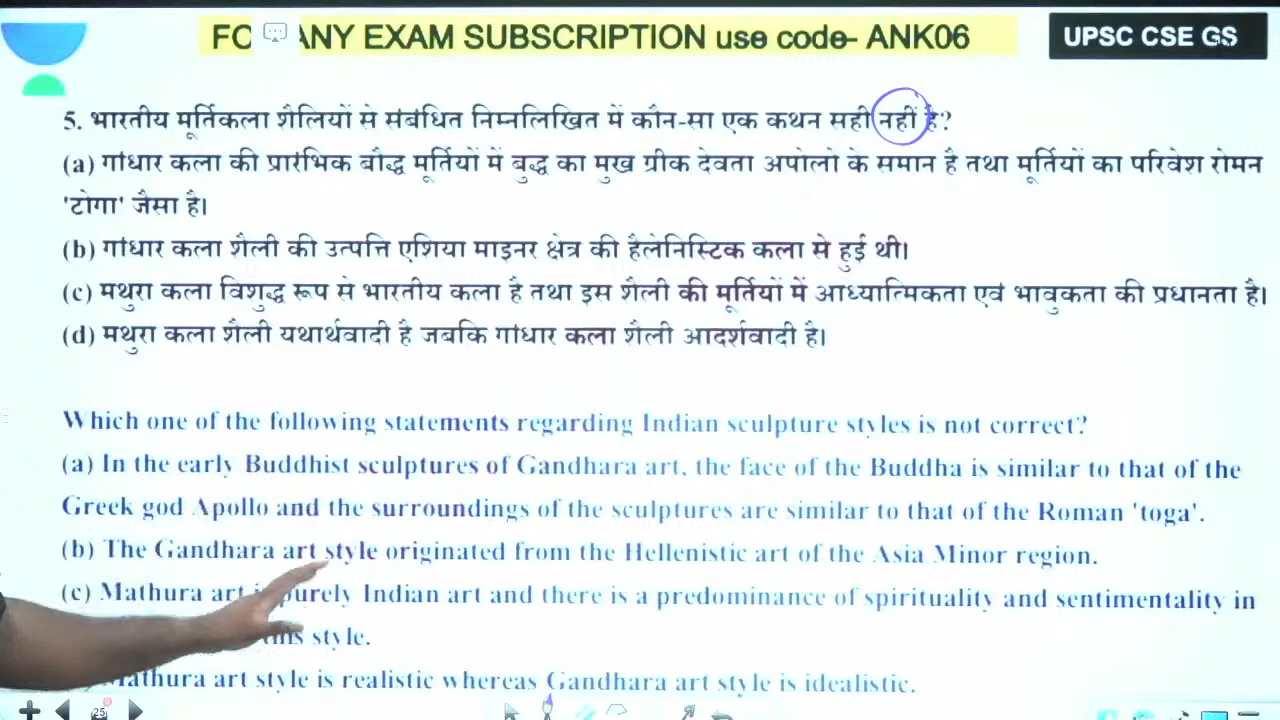 FO ANY EXAM SUBSCRIPTION use code- ANK06
UPSC CSE GS
5. भारतीय मूर्तिकला शैलियों से संबंधित निम्नलिखित में कौन-सा एक कथन सही नहीं है?
(a) गांधार कला की प्रारंभिक बौद्ध मूर्तियों में बुद्ध का मुख ग्रीक देवता अपोलो के समान है तथा मूर्तियों का परिवेश रोमन
'टोगा' जैसा है।
(b) गांधार कला शैली की उत्पत्ति एशिया माइनर क्षेत्र की हैलेनिस्टिक कला से हुई थी।
(c) मथुरा कला विशुद्ध रूप से भारतीय कला है तथा इस शैली की मूर्तियों में आध्यात्मिकता एवं भावुकता की प्रधानता है।
(d) मथुरा कला शैली यथार्थवादी है जबकि गांधार कला शैली आदर्शवादी है।
Which one of the following statements regarding Indian sculpture styles is not correct?
(a) In the early Buddhist sculptures of Gandhara art, the face of the Buddha is similar to that of the
Greek god Apollo and the surroundings of the sculptures are similar to that of the Roman 'toga'.
(b) The Gandhara art style originated from the Hellenistic art of the Asia Minor region.
(c) Mathura art purely Indian art and there is a predominance of spirituality and sentimentality in
style.
Mathura art style is realistic whereas Gandhara art style is idealistic.
25